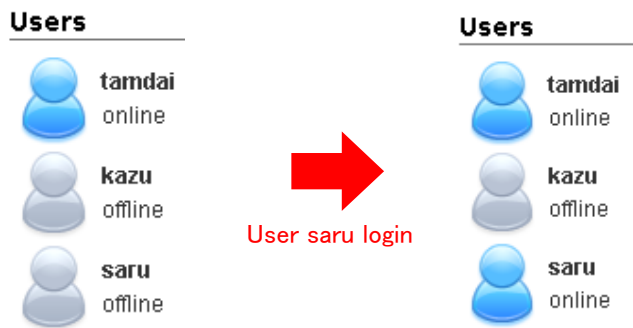 Users
tamdai
online
kazu
offline
saru
offline
User saru login
Users
tamdai
online
kazu
offline
saru
online